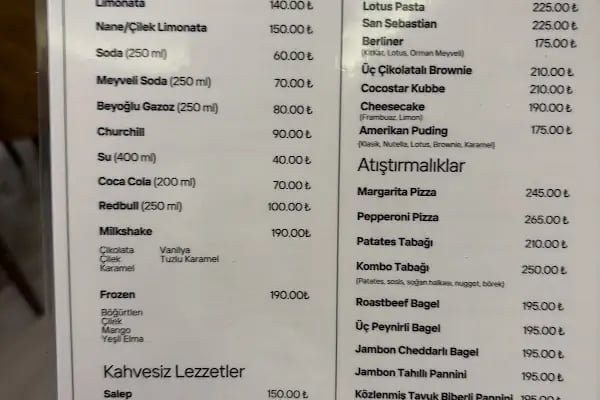 Limonata 140.00 ₺
Nane/Çilek Limonata 150.00 ₺
Soda (250 ml) 60.00 ₺
Meyveli Soda (250 ml) 70.00 ₺
Beyoğlu Gazoz (250 ml) 80.00 ₺
Churchill 90.00 ₺
Su (400 ml) 40.00 ₺
Coca Cola (200 ml) 70.00 ₺
Redbull (250 ml) 100.00 ₺
Milkshake 190.00₺
Çikolata Vanilya
Çilek Tuzlu Karamel
Karamel
Frozen 190.00₺
Böğürtlen
Çilek
Mango
Yeşil Elma
Kahvesiz Lezzetler
Salep 150.00 ₺
Lotus Pasta 225.00 ₺
San Sebastian 225.00 ₺
Berliner 175.00 ₺
(Kitkat, Lotus, Orman Meyveli)
Üç Çikolatalı Brownie 210.00 ₺
Cocostar Kubbe 210.00 ₺
Cheesecake 190.00 ₺
(Frambuaz, Limon)
Amerikan Puding 175.00 ₺
(Klasik, Nutella, Lotus, Brownie, Karamel)
Atıştırmalıklar
Margarita Pizza 245.00 ₺
Pepperoni Pizza 265.00 ₺
Patates Tabağı 210.00 ₺
Kombo Tabağı 250.00 ₺
(Patates, sosis, soğan halkası, nugget, börek)
Roastbeef Bagel 195.00 ₺
Üç Peynirli Bagel 195.00 ₺
Jambon Cheddarlı Bagel 195.00 ₺
Jambon Tahıllı Pannini 195.00 ₺
Közlenmiş Tavuk Biberli Pannini 195.00 ₺